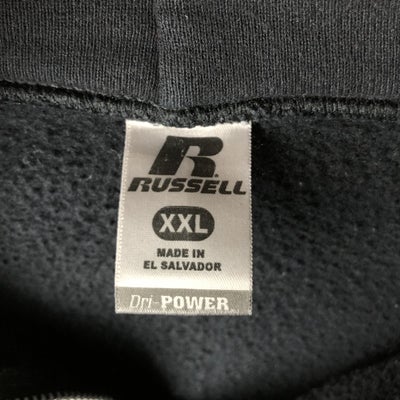 R
RUSSELL
XXL
MADE IN
EL SALVADOR
Dri-POWER